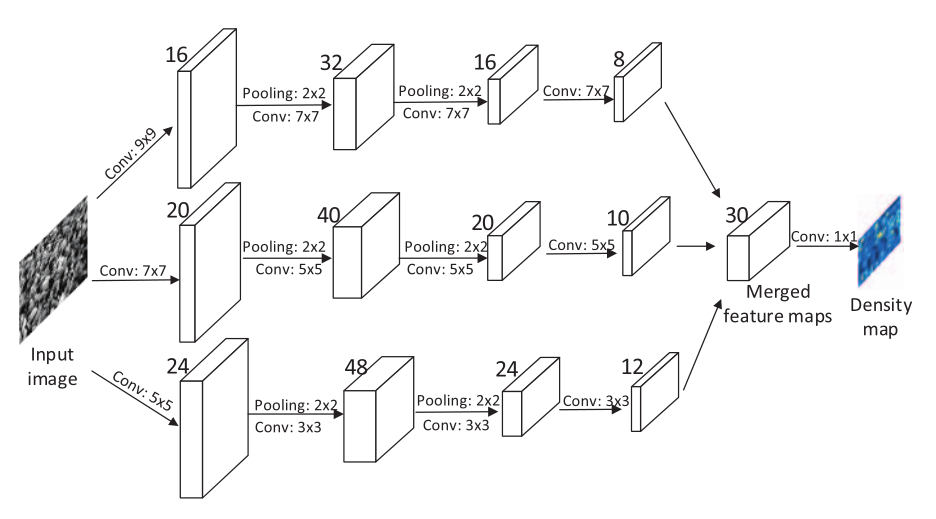 16
32
16
8
Pooling: 2x2
Conv: 7x7
Pooling: 2x2
Conv: 7x7
Conv: 7x7
Conv: 9x9
20
40
20
10
30
Conv: 7x7
Pooling: 2x2
Conv: 5x5
Pooling: 2x2
Conv: 5x5
Conv: 5x5
Conv: 1x1
Merged
feature maps
Density
map
Input
image
Conv: 5x5
24
48
24
12
Pooling: 2x2
Conv: 3x3
Pooling: 2x2
Conv: 3x3
Conv: 3x3